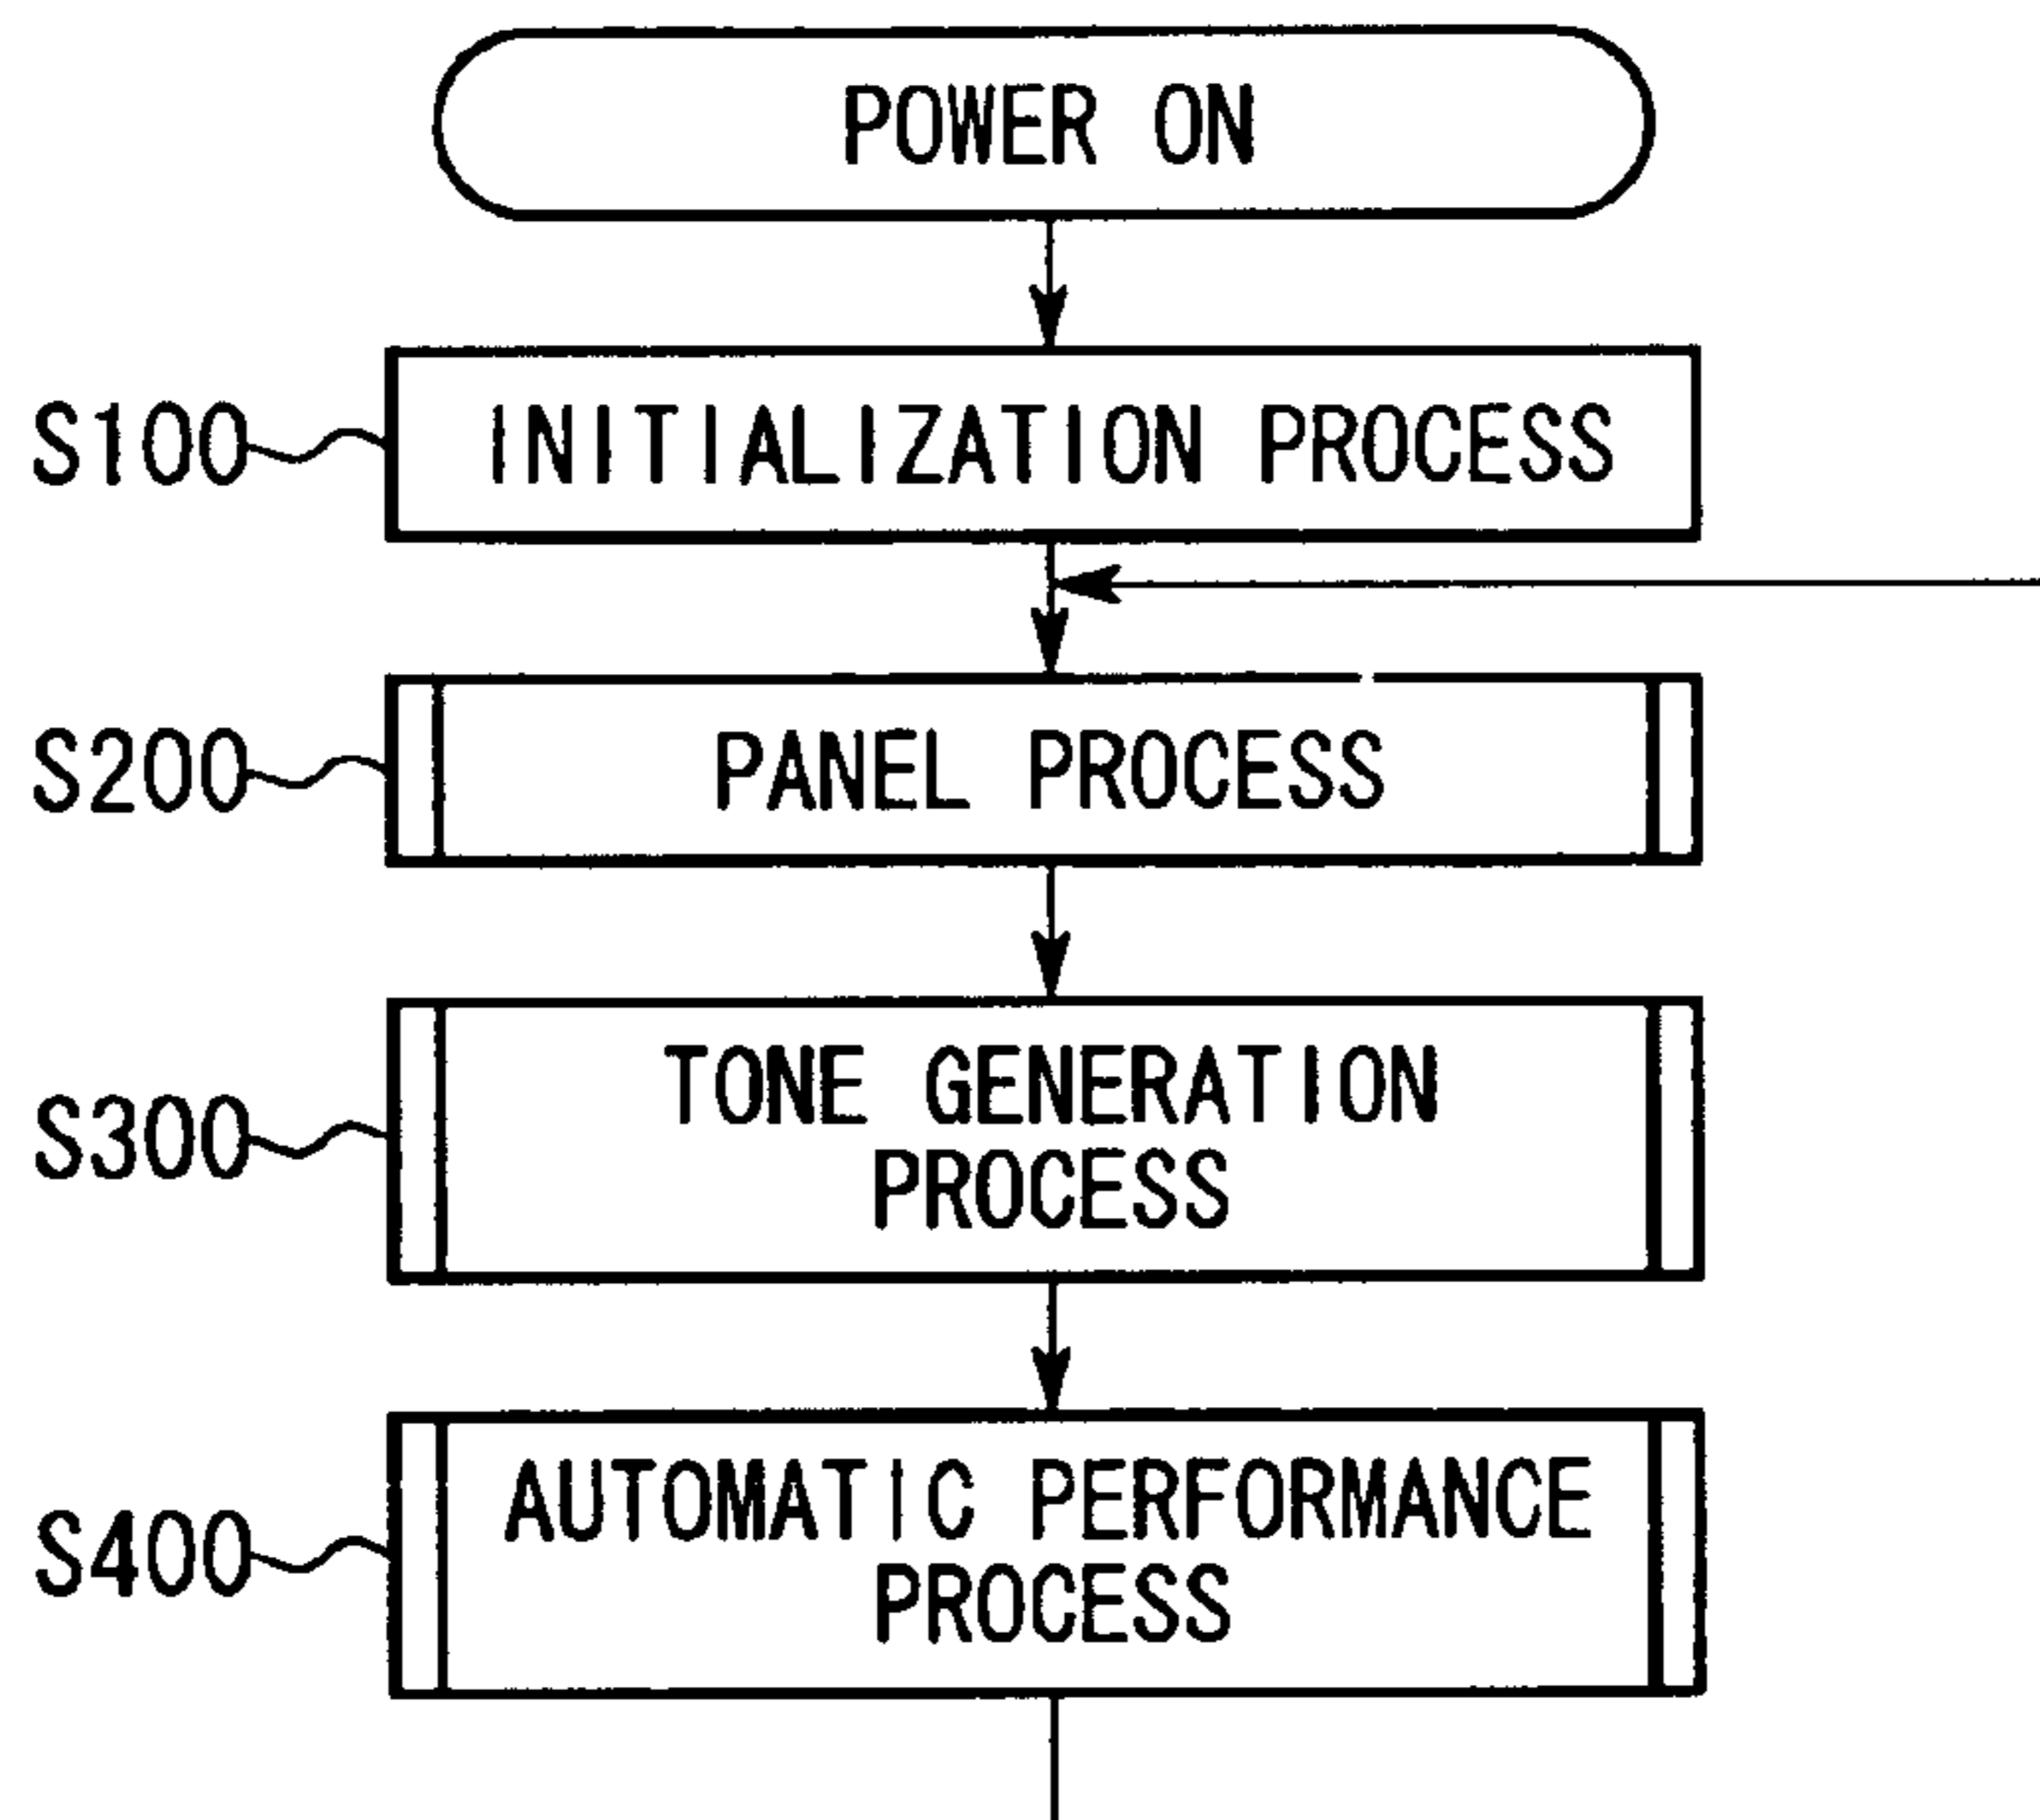 POWER ON
S100
INITIALIZATION PROCESS
S200
PANEL PROCESS
S300
TONE GENERATION
PROCESS
S400
AUTOMATIC PERFORMANCE
PROCESS